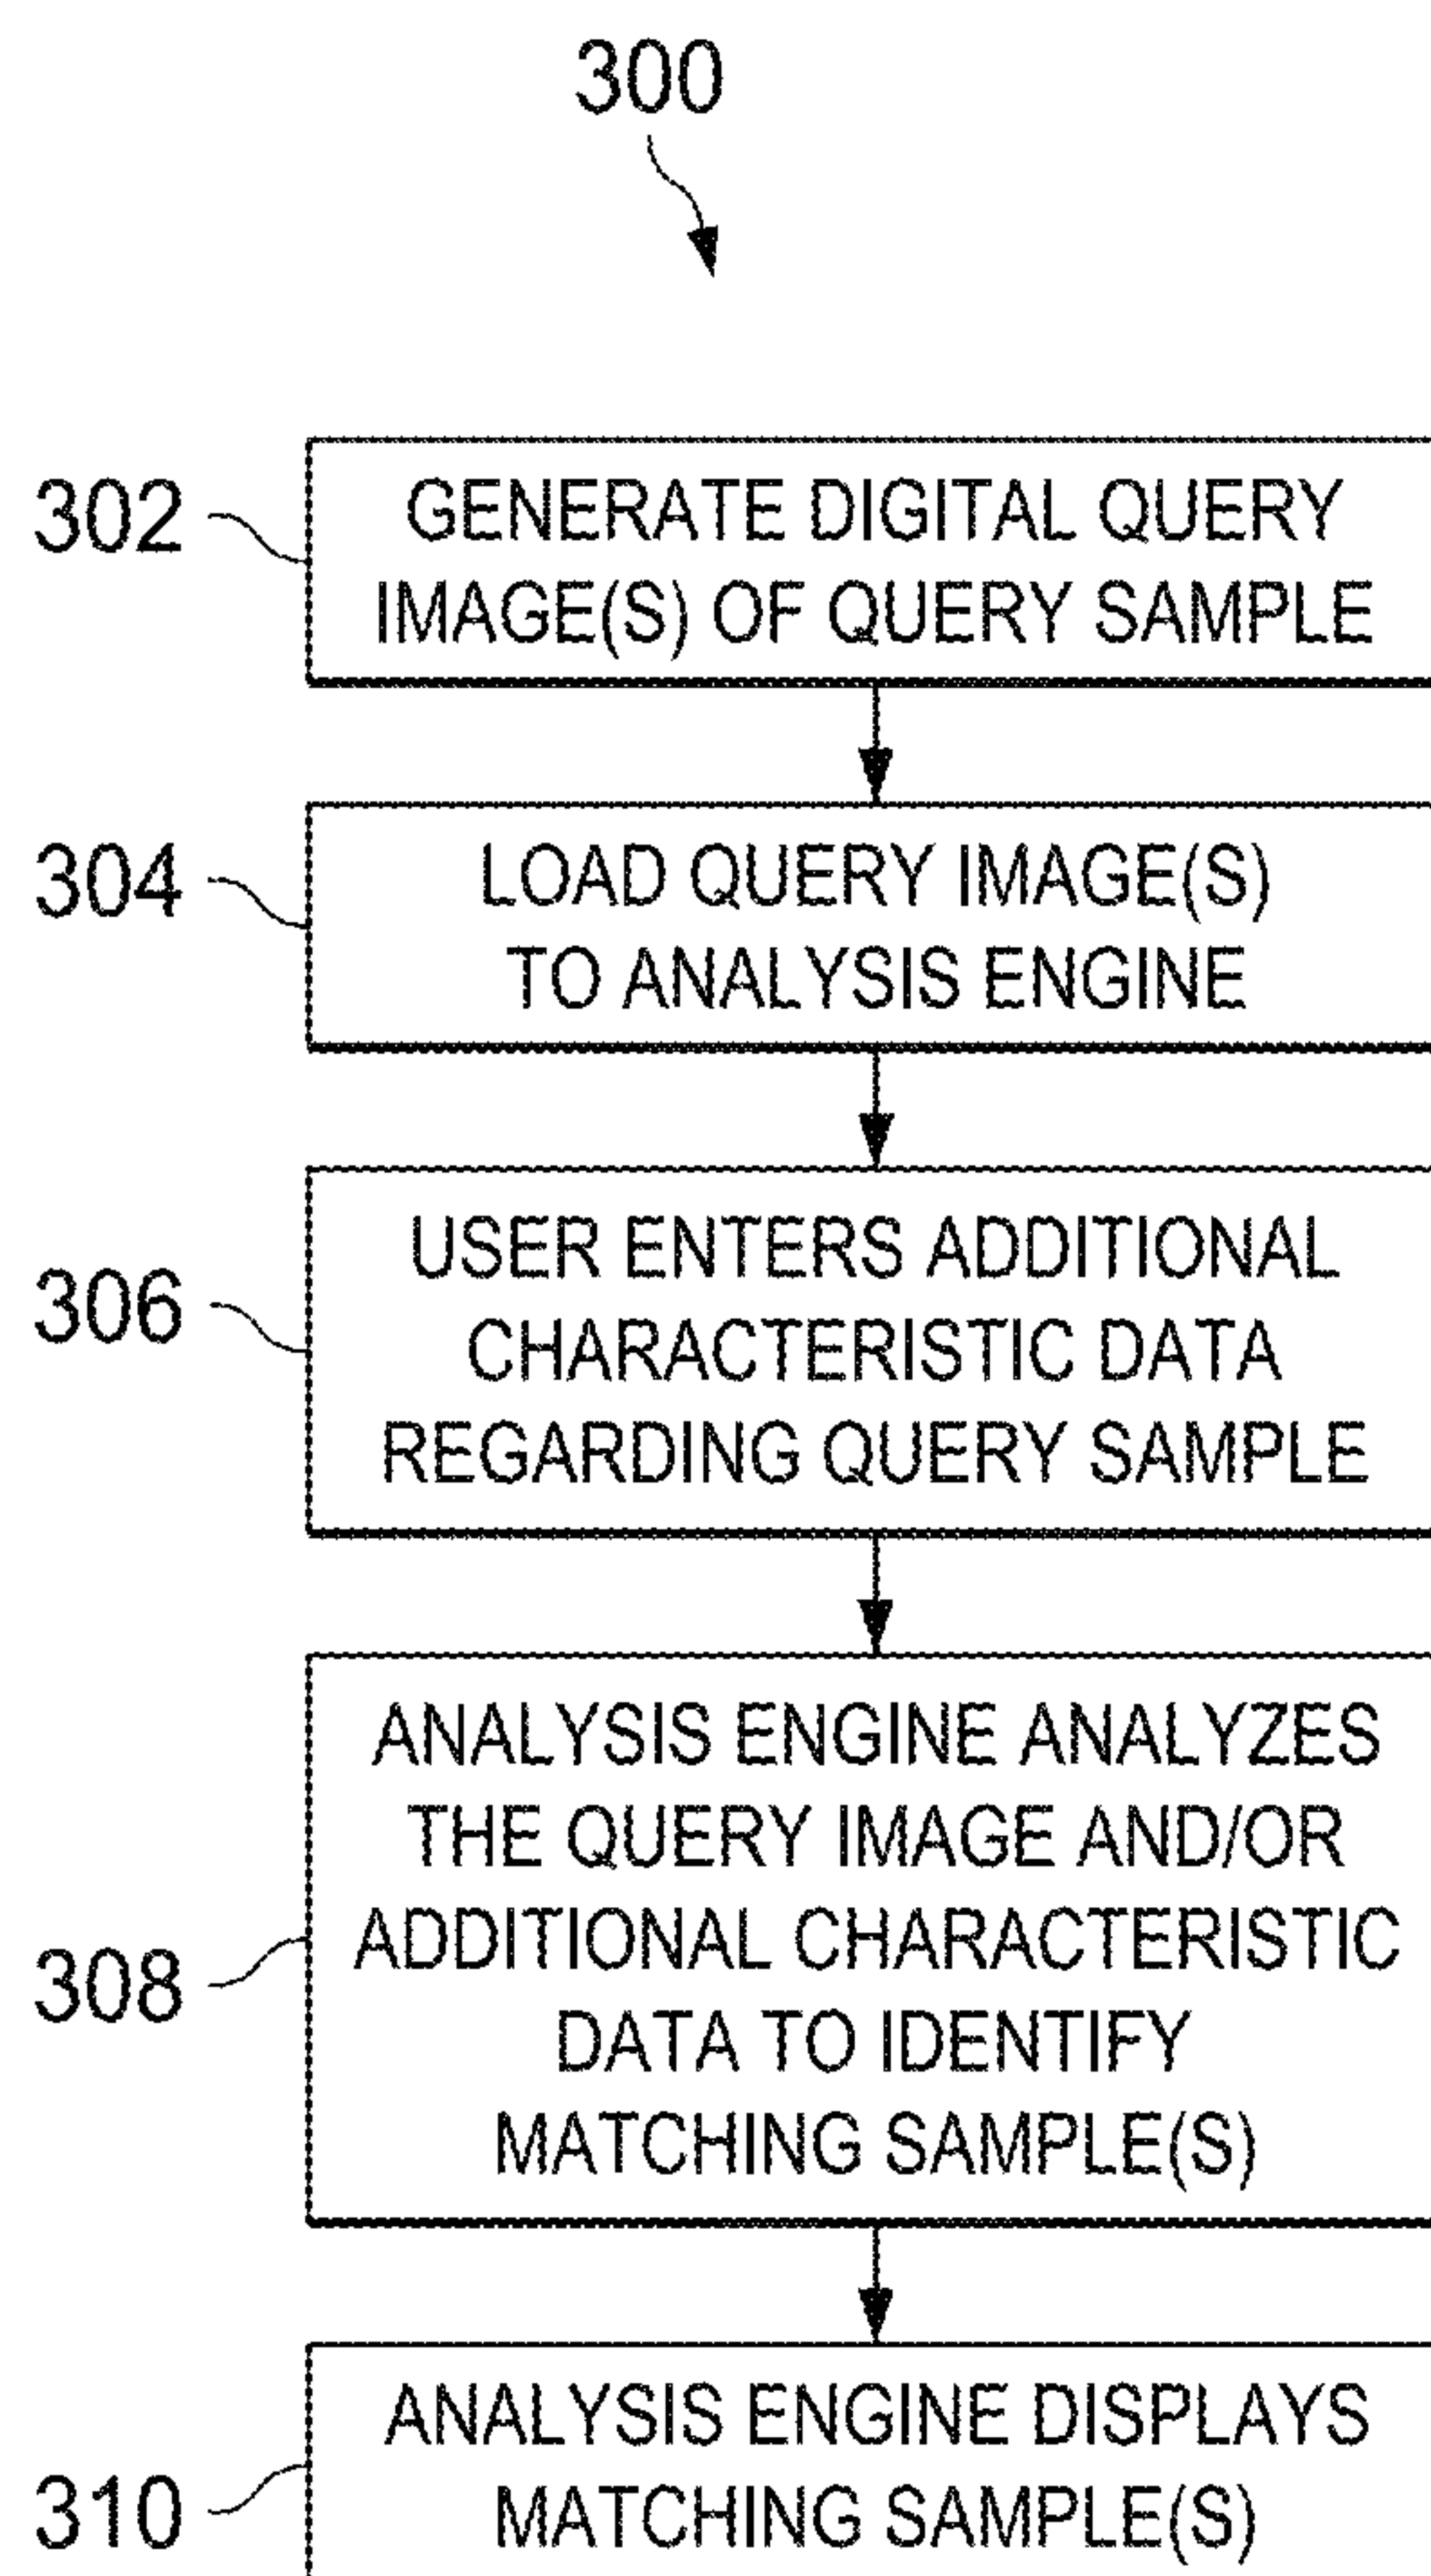 300
302
GENERATE DIGITAL QUERY
IMAGE(S) OF QUERY SAMPLE
304
LOAD QUERY IMAGE(S)
TO ANALYSIS ENGINE
306
USER ENTERS ADDITIONAL
CHARACTERISTIC DATA
REGARDING QUERY SAMPLE
308
ANALYSIS ENGINE ANALYZES
THE QUERY IMAGE AND/OR
ADDITIONAL CHARACTERISTIC
DATA TO IDENTIFY
MATCHING SAMPLE(S)
310
ANALYSIS ENGINE DISPLAYS
MATCHING SAMPLE(S)